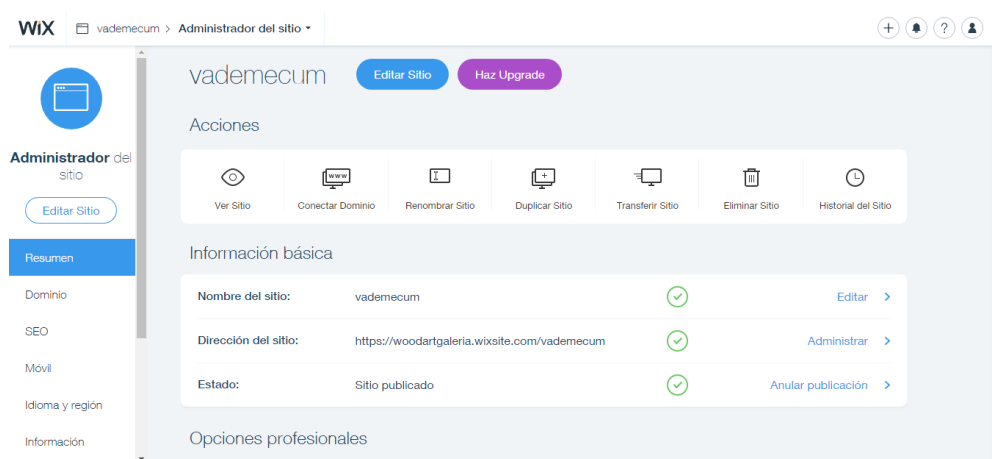 WiX
vademecum > Administrador del sitio
?
Administrador del
sitio
Editar Sitio
Resumen
Dominio
SEO
Móvil
Idioma y región
Información
vademecum
Editar Sitio
Haz Upgrade
Acciones
www
Ver Sitio
Conectar Dominio
Renombrar Sitio
Duplicar Sitio
Transferir Sitio
Eliminar Sitio
Historial del Sitio
Información básica
Nombre del sitio: vademecum Editar >
Dirección del sitio: https://woodartgaleria.wixsite.com/vademecum Administrar >
Estado: Sitio publicado Anular publicación >
Opciones profesionales